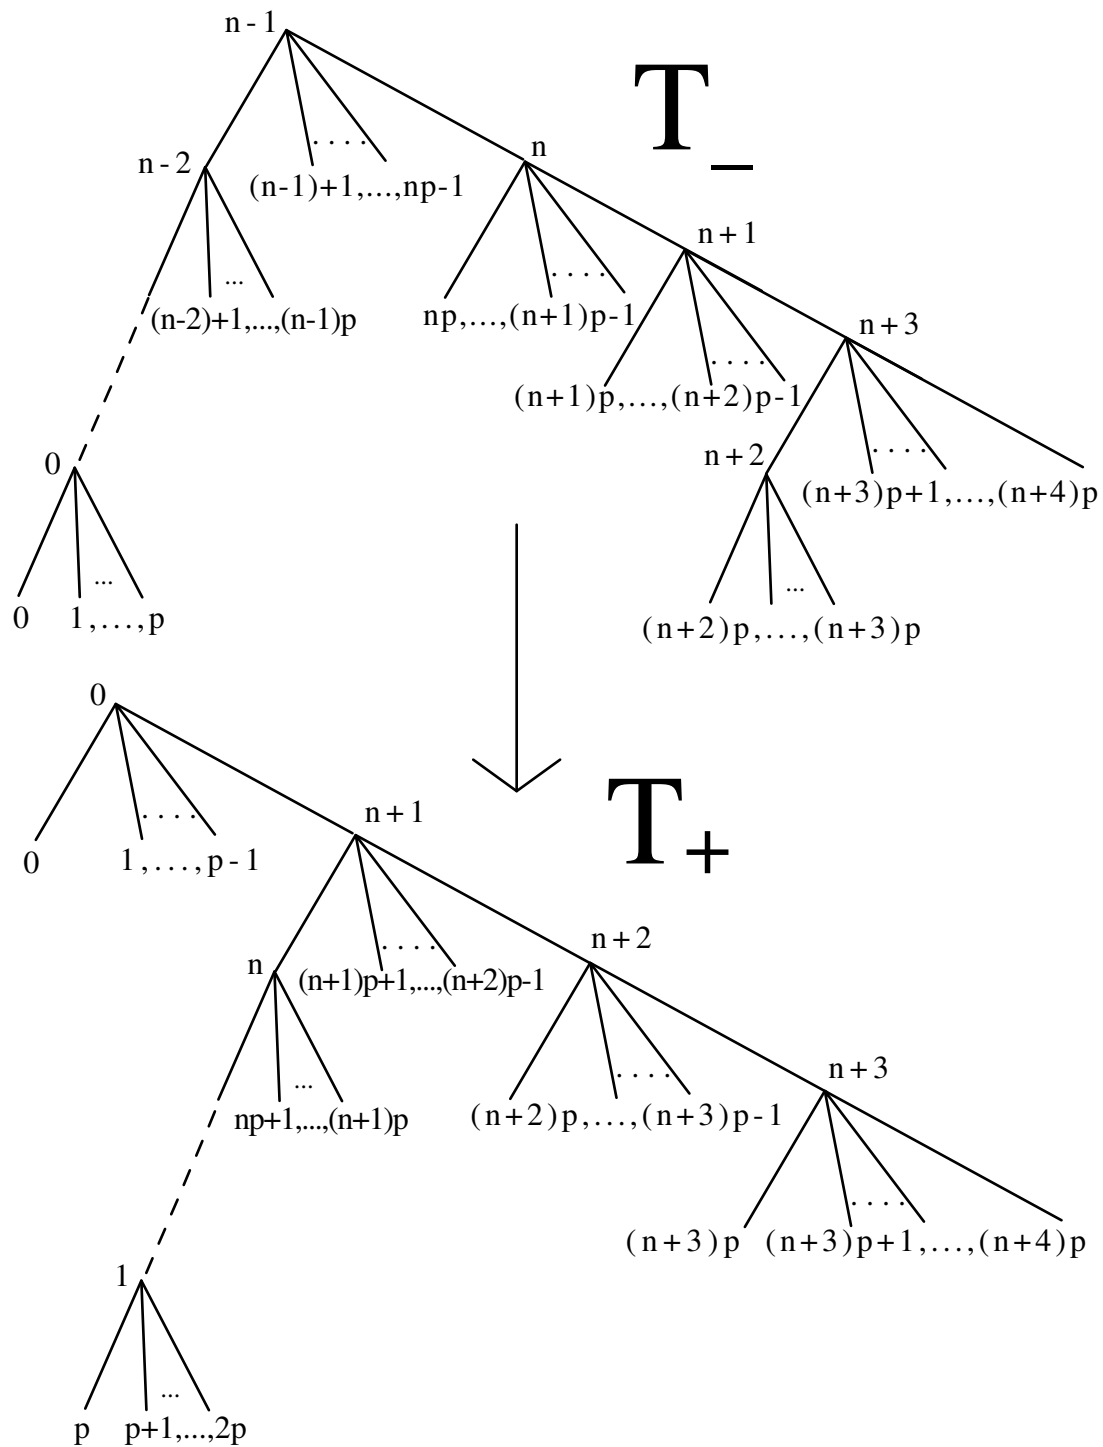 n-1
T_
n
n-2
. . . .
(n-1)+1,...,np-1
n+1
. . . .
...
(n-2)+1,...,(n-1)p
np,...,(n+1)p-1
n+3
. . . .
(n+1)p,...,(n+2)p-1
0
n+2
. . . .
(n+3)p+1,...,(n+4)p
...
0
1,...,p
...
(n+2)p,...,(n+3)p
0
T+
n+1
. . . .
0
1,...,p-1
n+2
. . . .
n
(n+1)p+1,...,(n+2)p-1
n+3
...
. . . .
np+1,...,(n+1)p
(n+2)p,...,(n+3)p-1
. . . .
(n+3)p
(n+3)p+1,...,(n+4)p
1
...
p
p+1,...,2p